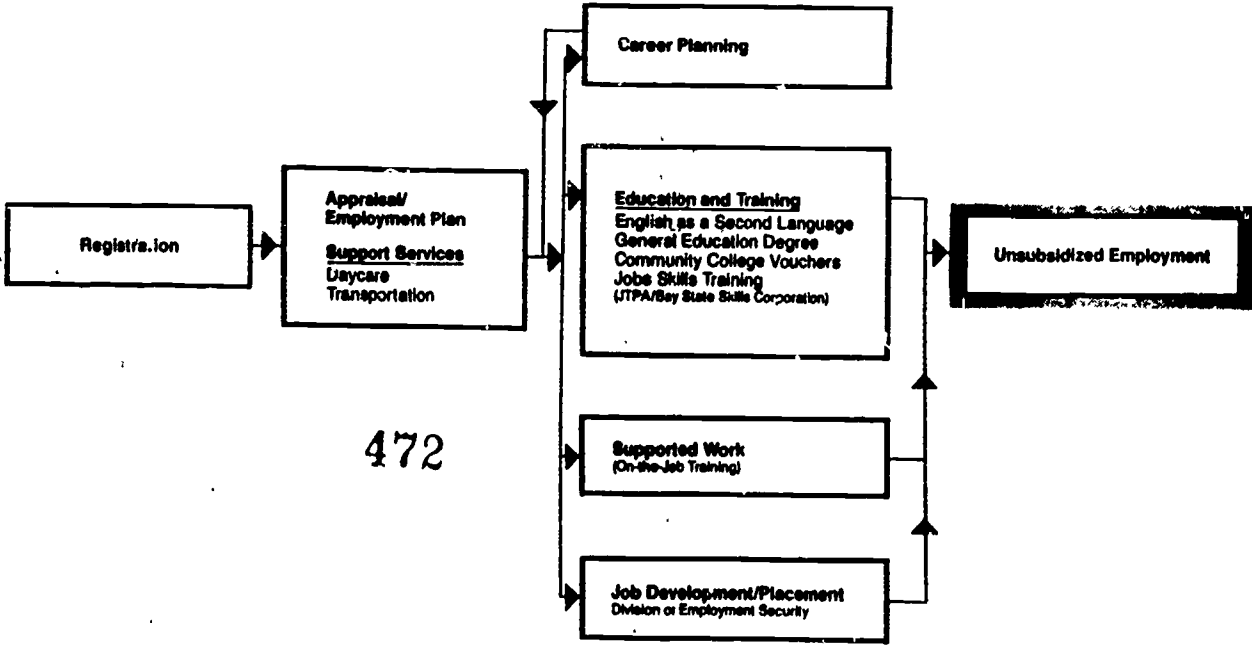 Career Planning
Registra.ion
Appraisal/
Employment Plan
Support Services
Daycare
Transportation
Education and Training
English as a Second Language
General Education Degree
Community College Vouchers
Jobs Skills Training
(JTPA/Bay State Skills Corporation)
Unsubsidized Employment
472
Supported Work
(On-the-Job Training)
Job Development/Placement
Division or Employment Security